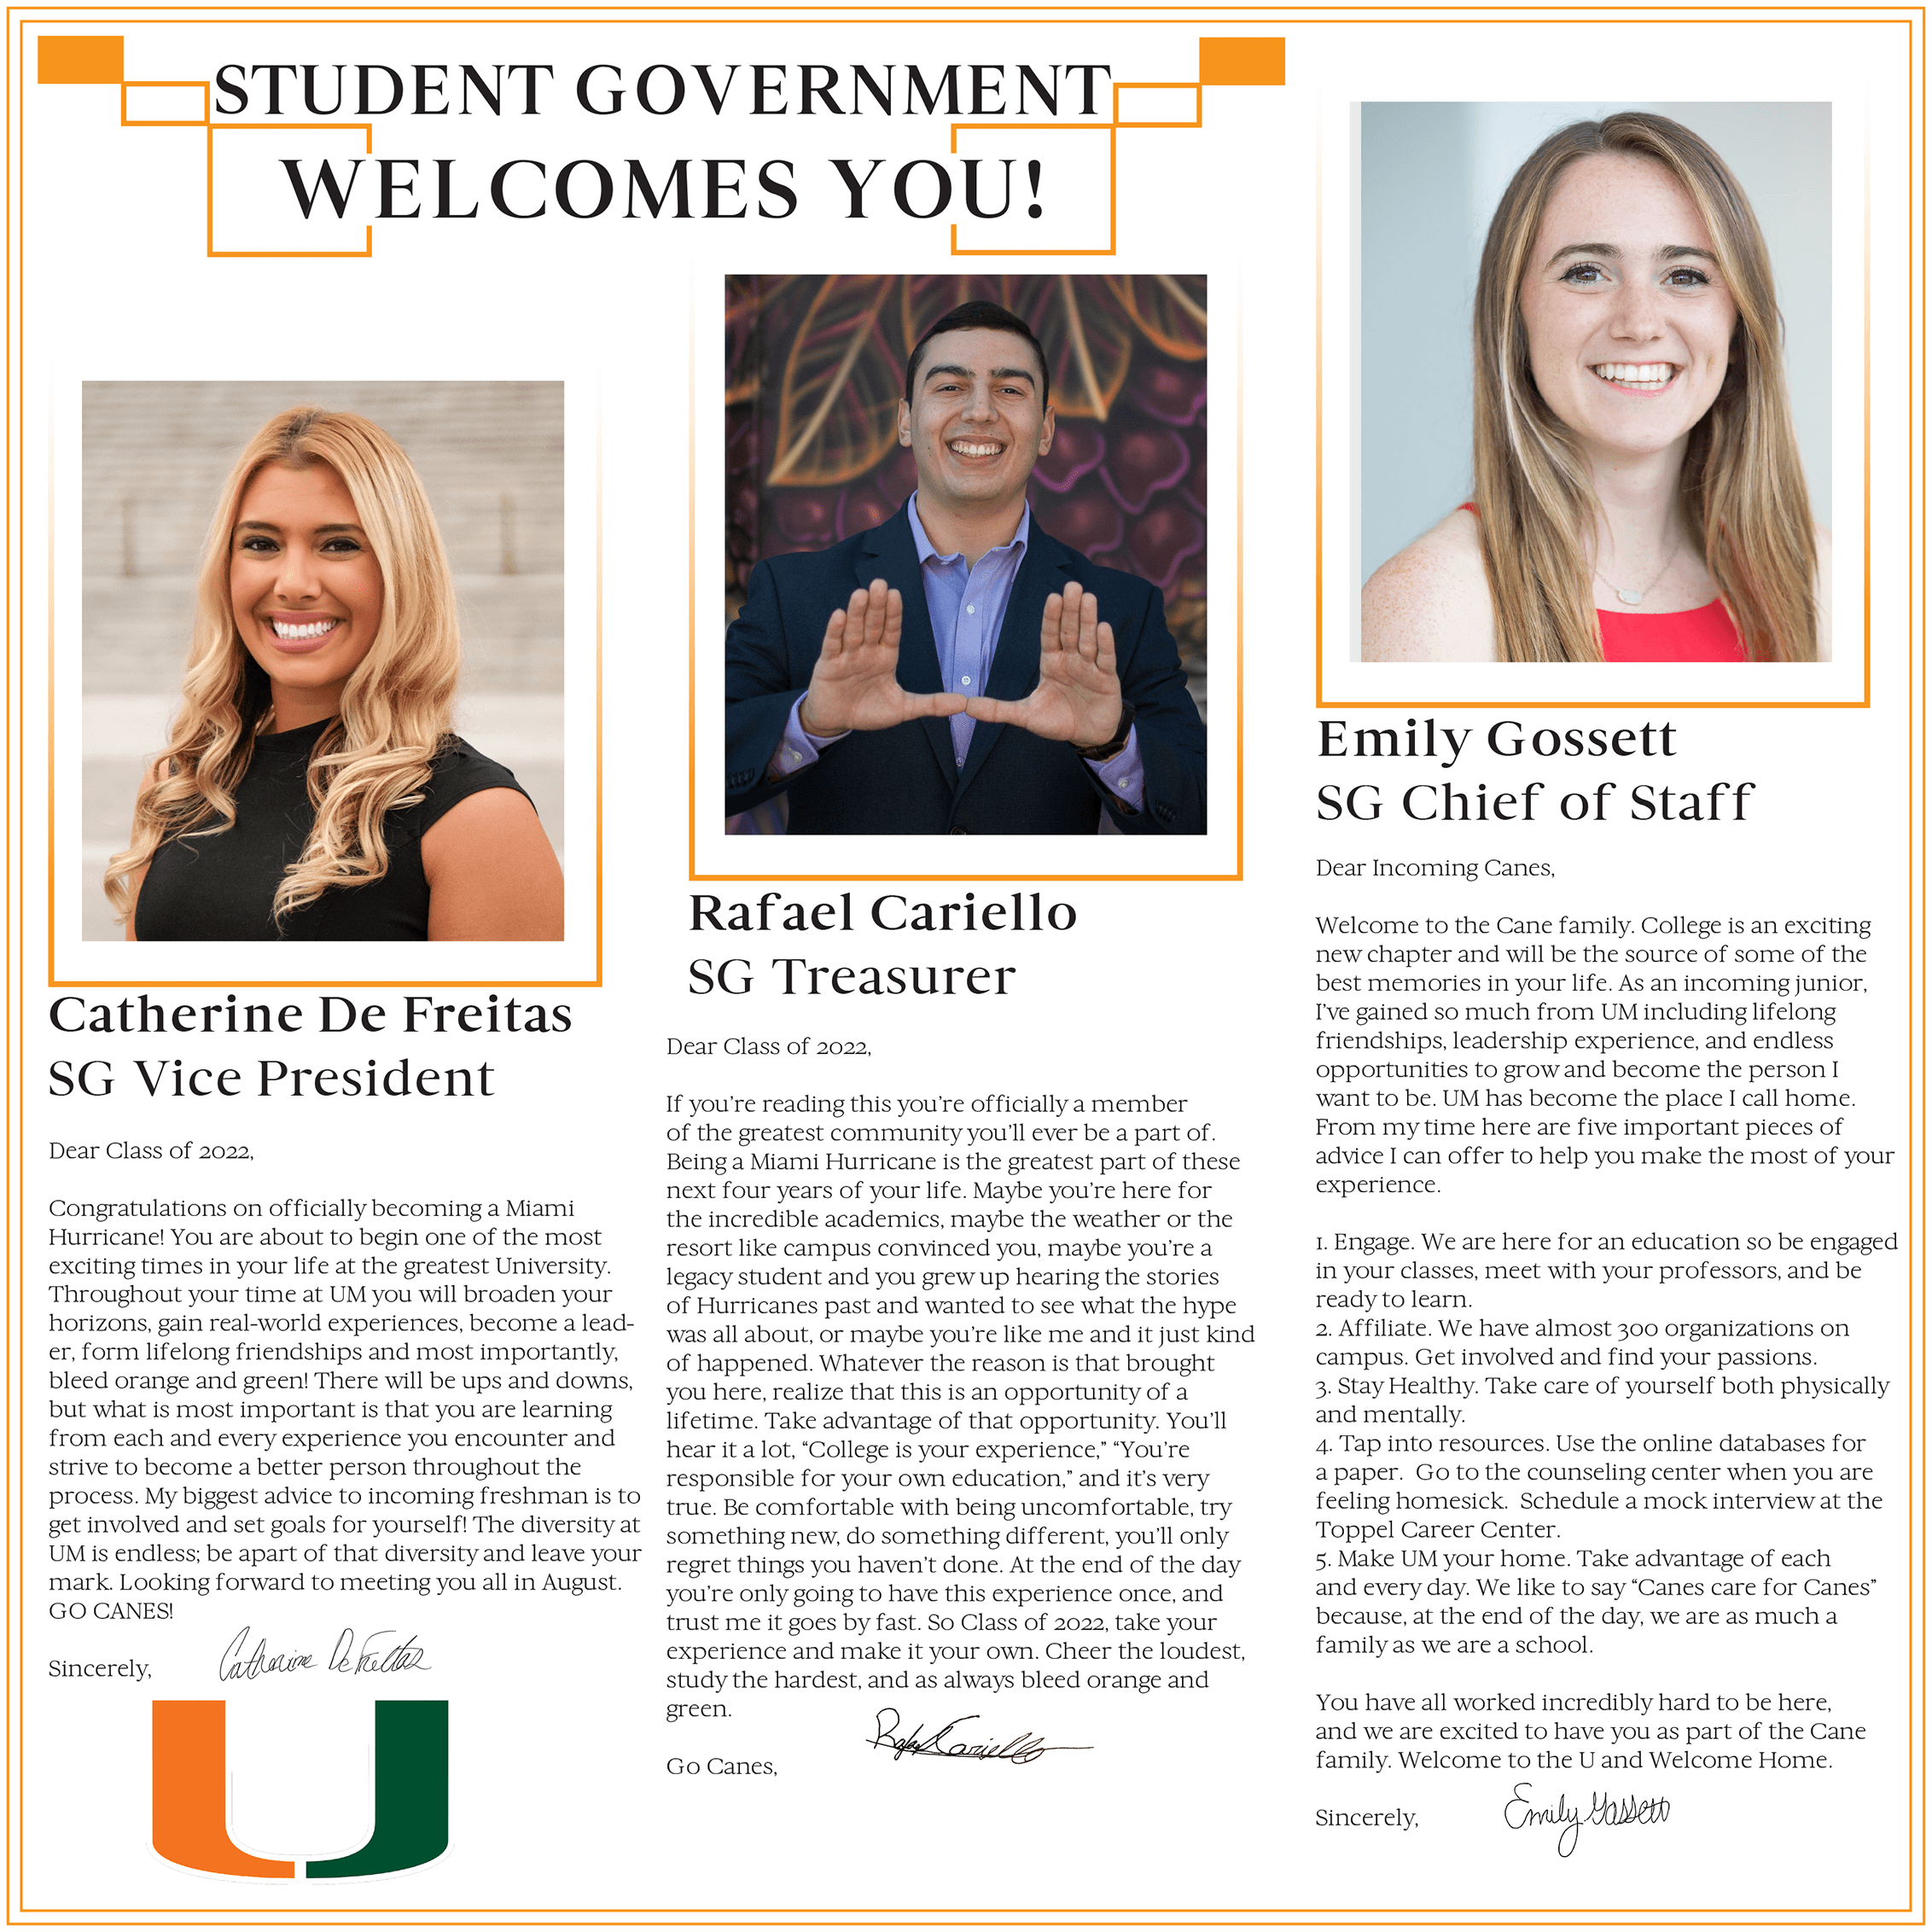 STUDENT GOVERNMENT
WELCOMES YOU!
Catherine De Freitas
SG Vice President
Dear Class of 2022,
Congratulations on officially becoming a Miami
Hurricane! You are about to begin one of the most
exciting times in your life at the greatest University.
Throughout your time at UM you will broaden your
horizons, gain real-world experiences, become a lead-
er, form lifelong friendships and most importantly,
bleed orange and green! There will be ups and downs,
but what is most important is that you are learning
from each and every experience you encounter and
strive to become a better person throughout the
process. My biggest advice to incoming freshman is to
get involved and set goals for yourself! The diversity at
UM is endless; be apart of that diversity and leave your
mark. Looking forward to meeting you all in August.
GO CANES!
Sincerely,
Catherine De Freitas
U
Rafael Cariello
SG Treasurer
Dear Class of 2022,
If you're reading this you're officially a member
of the greatest community you'll ever be a part of.
Being a Miami Hurricane is the greatest part of these
next four years of your life. Maybe you're here for
the incredible academics, maybe the weather or the
resort like campus convinced you, maybe you're a
legacy student and you grew up hearing the stories
of Hurricanes past and wanted to see what the hype
was all about, or maybe you're like me and it just kind
of happened. Whatever the reason is that brought
you here, realize that this is an opportunity of a
lifetime. Take advantage of that opportunity. You'll
hear it a lot, “College is your experience,” “You're
responsible for your own education,” and it's very
true. Be comfortable with being uncomfortable, try
something new, do something different, you'll only
regret things you haven't done. At the end of the day
you're only going to have this experience once, and
trust me it goes by fast. So Class of 2022, take your
experience and make it your own. Cheer the loudest,
study the hardest, and as always bleed orange and
green.
Rafael Cariello
Go Canes,
Emily Gossett
SG Chief of Staff
Dear Incoming Canes,
Welcome to the Cane family. College is an exciting
new chapter and will be the source of some of the
best memories in your life. As an incoming junior,
I've gained so much from UM including lifelong
friendships, leadership experience, and endless
opportunities to grow and become the person I
want to be. UM has become the place I call home.
From my time here are five important pieces of
advice I can offer to help you make the most of your
experience.
1. Engage. We are here for an education so be engaged
in your classes, meet with your professors, and be
ready to learn.
2. Affiliate. We have almost 300 organizations on
campus. Get involved and find your passions.
3. Stay Healthy. Take care of yourself both physically
and mentally.
4. Tap into resources. Use the online databases for
a paper.  Go to the counseling center when you are
feeling homesick.  Schedule a mock interview at the
Toppel Career Center.
5. Make UM your home. Take advantage of each
and every day. We like to say “Canes care for Canes”
because, at the end of the day, we are as much a
family as we are a school.
You have all worked incredibly hard to be here,
and we are excited to have you as part of the Cane
family. Welcome to the U and Welcome Home.
Sincerely,
Emily Gossett